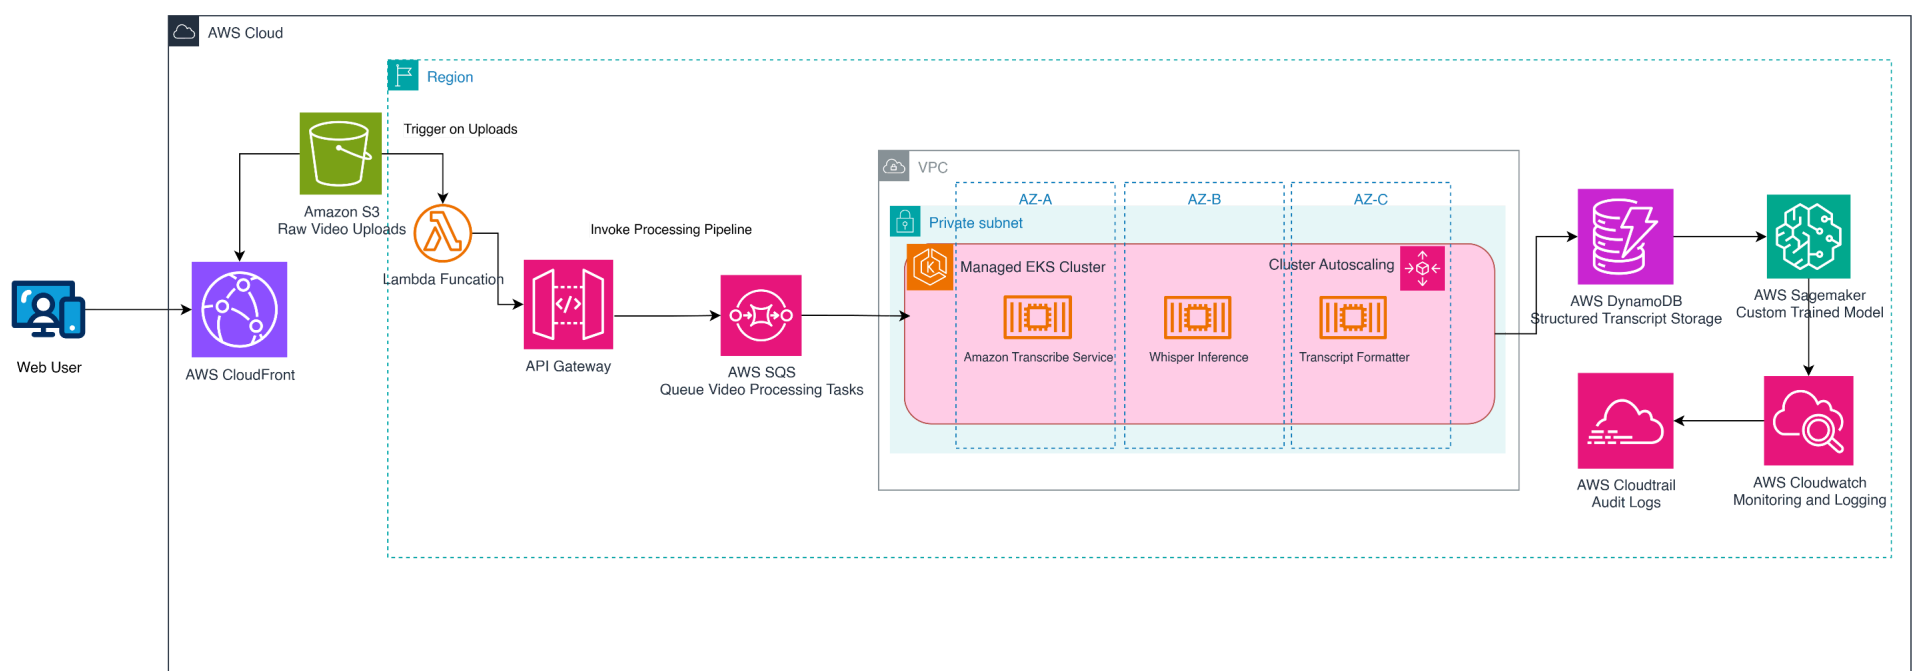 AWS Cloud
Region
Trigger on Uploads
Amazon S3
Raw Video Uploads
Lambda Funcation
Invoke Processing Pipeline
VPC
AZ-A
AZ-B
AZ-C
Private subnet
Managed EKS Cluster
Cluster Autoscaling
Amazon Transcribe Service
Whisper Inference
Transcript Formatter
Web User
AWS CloudFront
API Gateway
AWS SQS
Queue Video Processing Tasks
AWS DynamoDB
Structured Transcript Storage
AWS Sagemaker
Custom Trained Model
AWS Cloudtrail
Audit Logs
AWS Cloudwatch
Monitoring and Logging